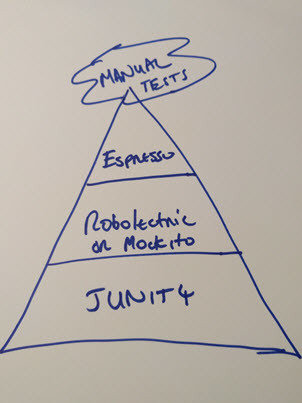 MANUAL
TESTS
ESPRESSO
Robolectric
or Mockito
JUNIT4